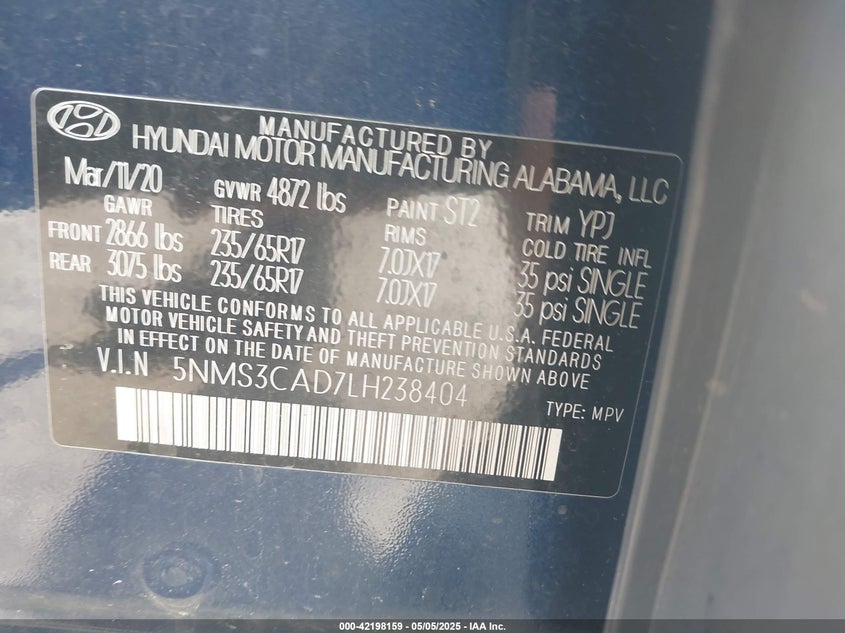 MANUFACTURED BY
HYUNDAI MOTOR MANUFACTURING ALABAMA, LLC
Mar/11/20 GVWR 4872 lbs PAINT ST2 TRIM YPJ
GAWR TIRES RIMS COLD TIRE INFL
FRONT 2866 lbs 235/65R17 7.0JX17 35 psi SINGLE
REAR 3075 lbs 235/65R17 7.0JX17 35 psi SINGLE
THIS VEHICLE CONFORMS TO ALL APPLICABLE U.S.A. FEDERAL
MOTOR VEHICLE SAFETY AND THEFT PREVENTION STANDARDS
IN EFFECT ON THE DATE OF MANUFACTURE SHOWN ABOVE
V.I.N 5NMS3CAD7LH238404
TYPE: MPV
000-42198159 - 05/05/2025 - IAA Inc.